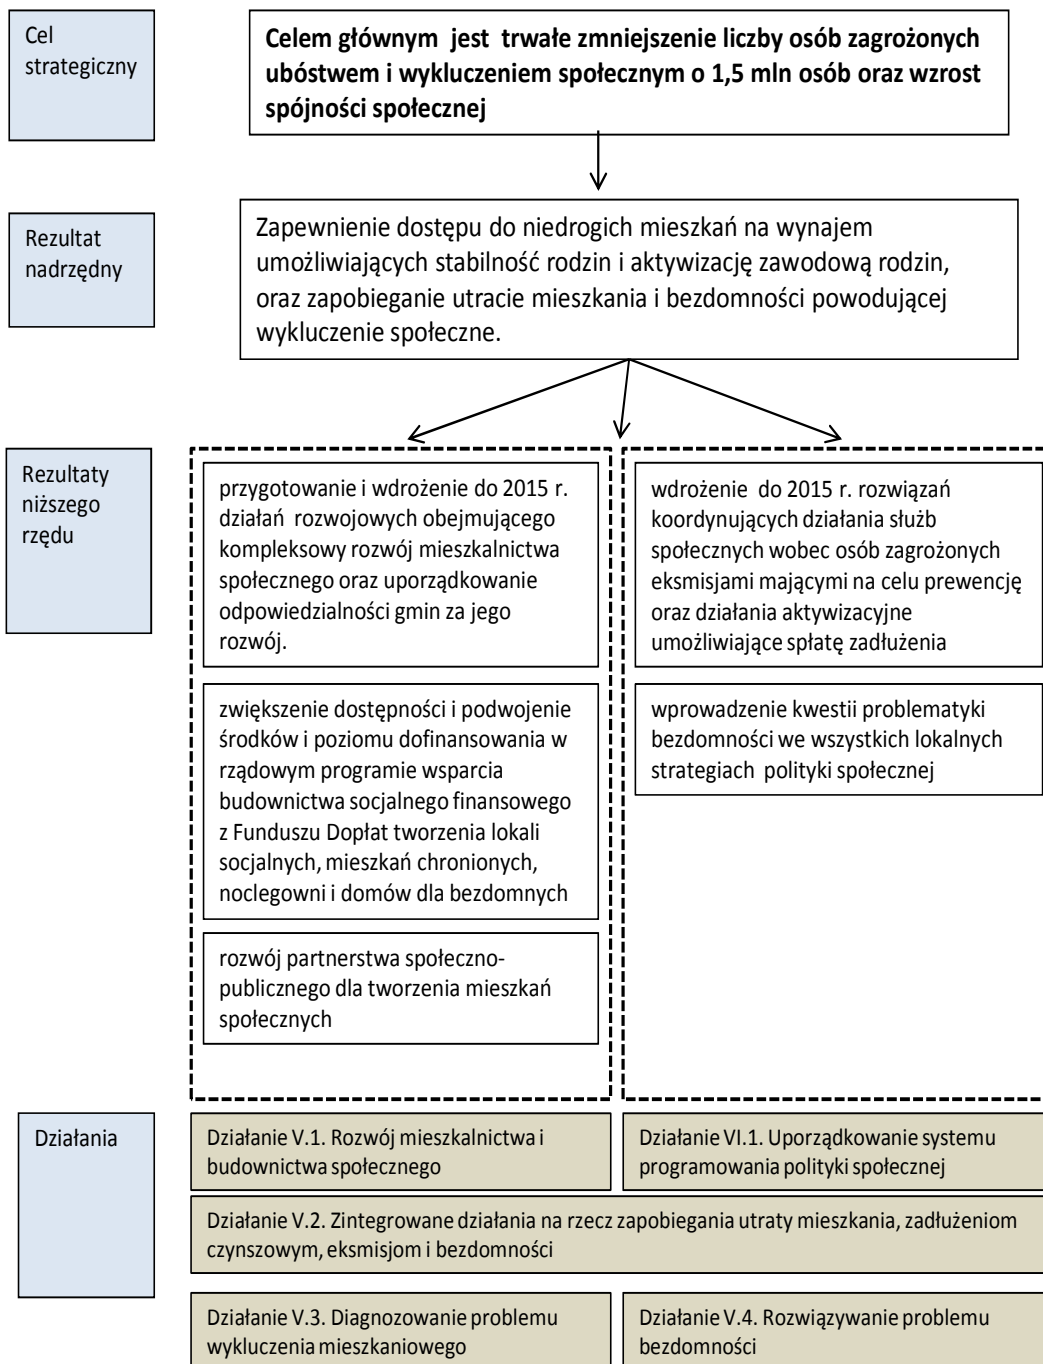 Cel
strategiczny
Celem głównym jest trwałe zmniejszenie liczby osób zagrożonych
ubóstwem i wykluczeniem społecznym o 1,5 mln osób oraz wzrost
spójności społecznej
Rezultat
nadrzędny
Zapewnienie dostępu do niedrogich mieszkań na wynajem
umożliwiających stabilność rodzin i aktywizację zawodową rodzin,
oraz zapobieganie utracie mieszkania i bezdomności powodującej
wykluczenie społeczne.
Rezultaty
niższego
rzędu
przygotowanie i wdrożenie do 2015 r.
działań rozwojowych obejmującego
kompleksowy rozwój mieszkalnictwa
społecznego oraz uporządkowanie
odpowiedzialności gmin za jego
rozwój.
zwiększenie dostępności i podwojenie
środków i poziomu dofinansowania w
rządowym programie wsparcia
budownictwa socjalnego finansowego
z Funduszu Dopłat tworzenia lokali
socjalnych, mieszkań chronionych,
noclegowni i domów dla bezdomnych
rozwój partnerstwa społeczno-
publicznego dla tworzenia mieszkań
społecznych
wdrożenie do 2015 r. rozwiązań
koordynujących działania służb
społecznych wobec osób zagrożonych
eksmisjami mającymi na celu prewencję
oraz działania aktywizacyjne
umożliwiające spłatę zadłużenia
wprowadzenie kwestii problematyki
bezdomności we wszystkich lokalnych
strategiach polityki społecznej
Działania
Działanie V.1. Rozwój mieszkalnictwa i
budownictwa społecznego
Działanie VI.1. Uporządkowanie systemu
programowania polityki społecznej
Działanie V.2. Zintegrowane działania na rzecz zapobiegania utraty mieszkania, zadłużeniom
czynszowym, eksmisjom i bezdomności
Działanie V.3. Diagnozowanie problemu
wykluczenia mieszkaniowego
Działanie V.4. Rozwiązywanie problemu
bezdomności